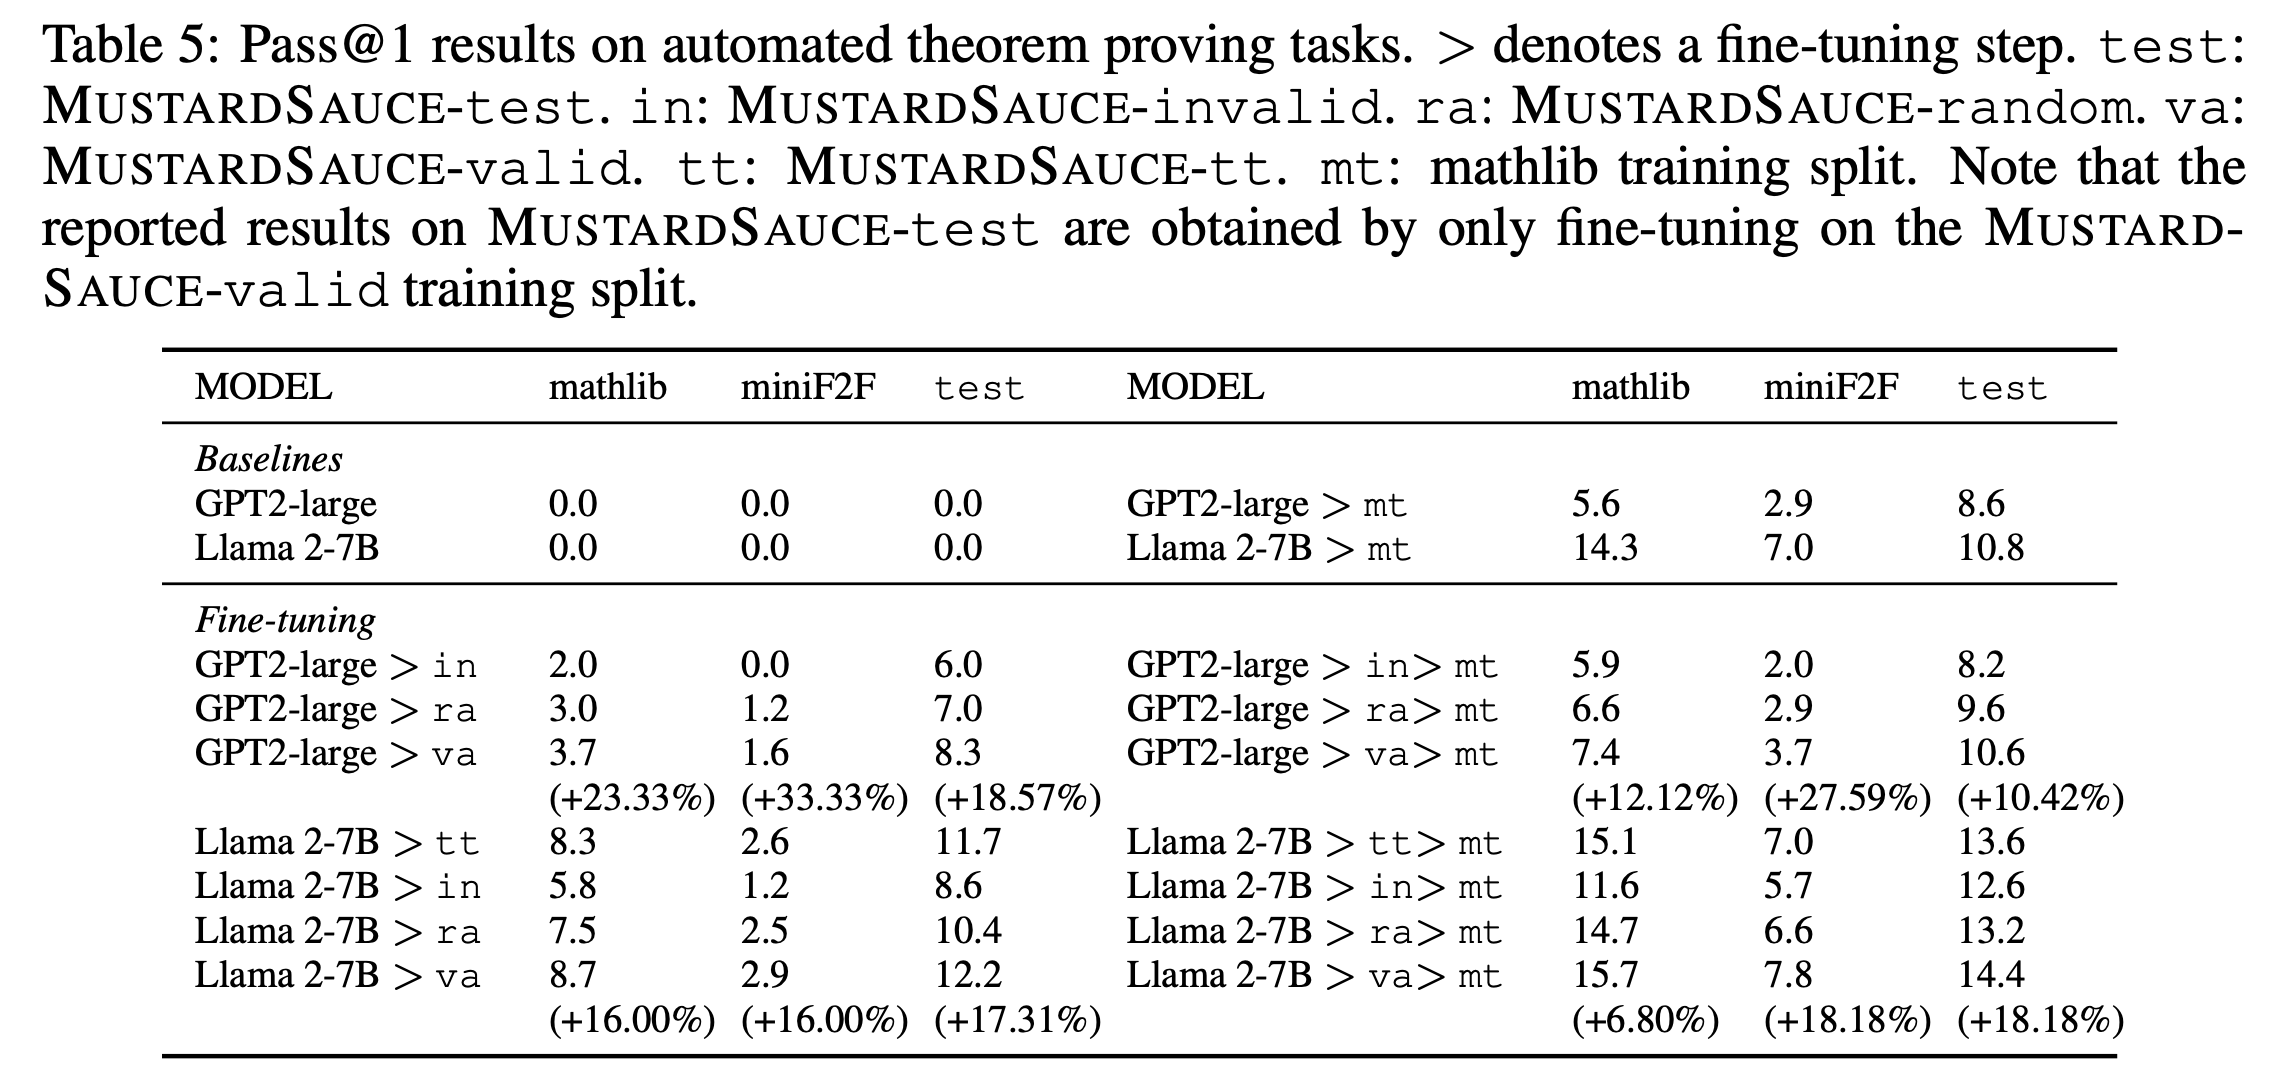 Table 5: Pass@1 results on automated theorem proving tasks. > denotes a fine-tuning step. test:
MUSTARDSAUCE-test. in: MUSTARDSAUCE-invalid. ra: MUSTARDSAUCE-random. va:
MUSTARDSAUCE-valid. tt: MUSTARDSAUCE-tt. mt: mathlib training split. Note that the
reported results on MUSTARDSAUCE-test are obtained by only fine-tuning on the MUSTARD-
SAUCE-valid training split.
MODEL mathlib miniF2F test MODEL mathlib miniF2F test
Baselines
GPT2-large 0.0 0.0 0.0 GPT2-large > mt 5.6 2.9 8.6
Llama 2-7B 0.0 0.0 0.0 Llama 2-7B > mt 14.3 7.0 10.8
Fine-tuning
GPT2-large > in 2.0 0.0 6.0 GPT2-large > in> mt 5.9 2.0 8.2
GPT2-large > ra 3.0 1.2 7.0 GPT2-large > ra> mt 6.6 2.9 9.6
GPT2-large > va 3.7 1.6 8.3 GPT2-large > va> mt 7.4 3.7 10.6
(+23.33%) (+33.33%) (+18.57%) (+12.12%) (+27.59%) (+10.42%)
Llama 2-7B > tt 8.3 2.6 11.7 Llama 2-7B > tt> mt 15.1 7.0 13.6
Llama 2-7B > in 5.8 1.2 8.6 Llama 2-7B > in> mt 11.6 5.7 12.6
Llama 2-7B > ra 7.5 2.5 10.4 Llama 2-7B > ra> mt 14.7 6.6 13.2
Llama 2-7B > va 8.7 2.9 12.2 Llama 2-7B > va> mt 15.7 7.8 14.4
(+16.00%) (+16.00%) (+17.31%) (+6.80%) (+18.18%) (+18.18%)